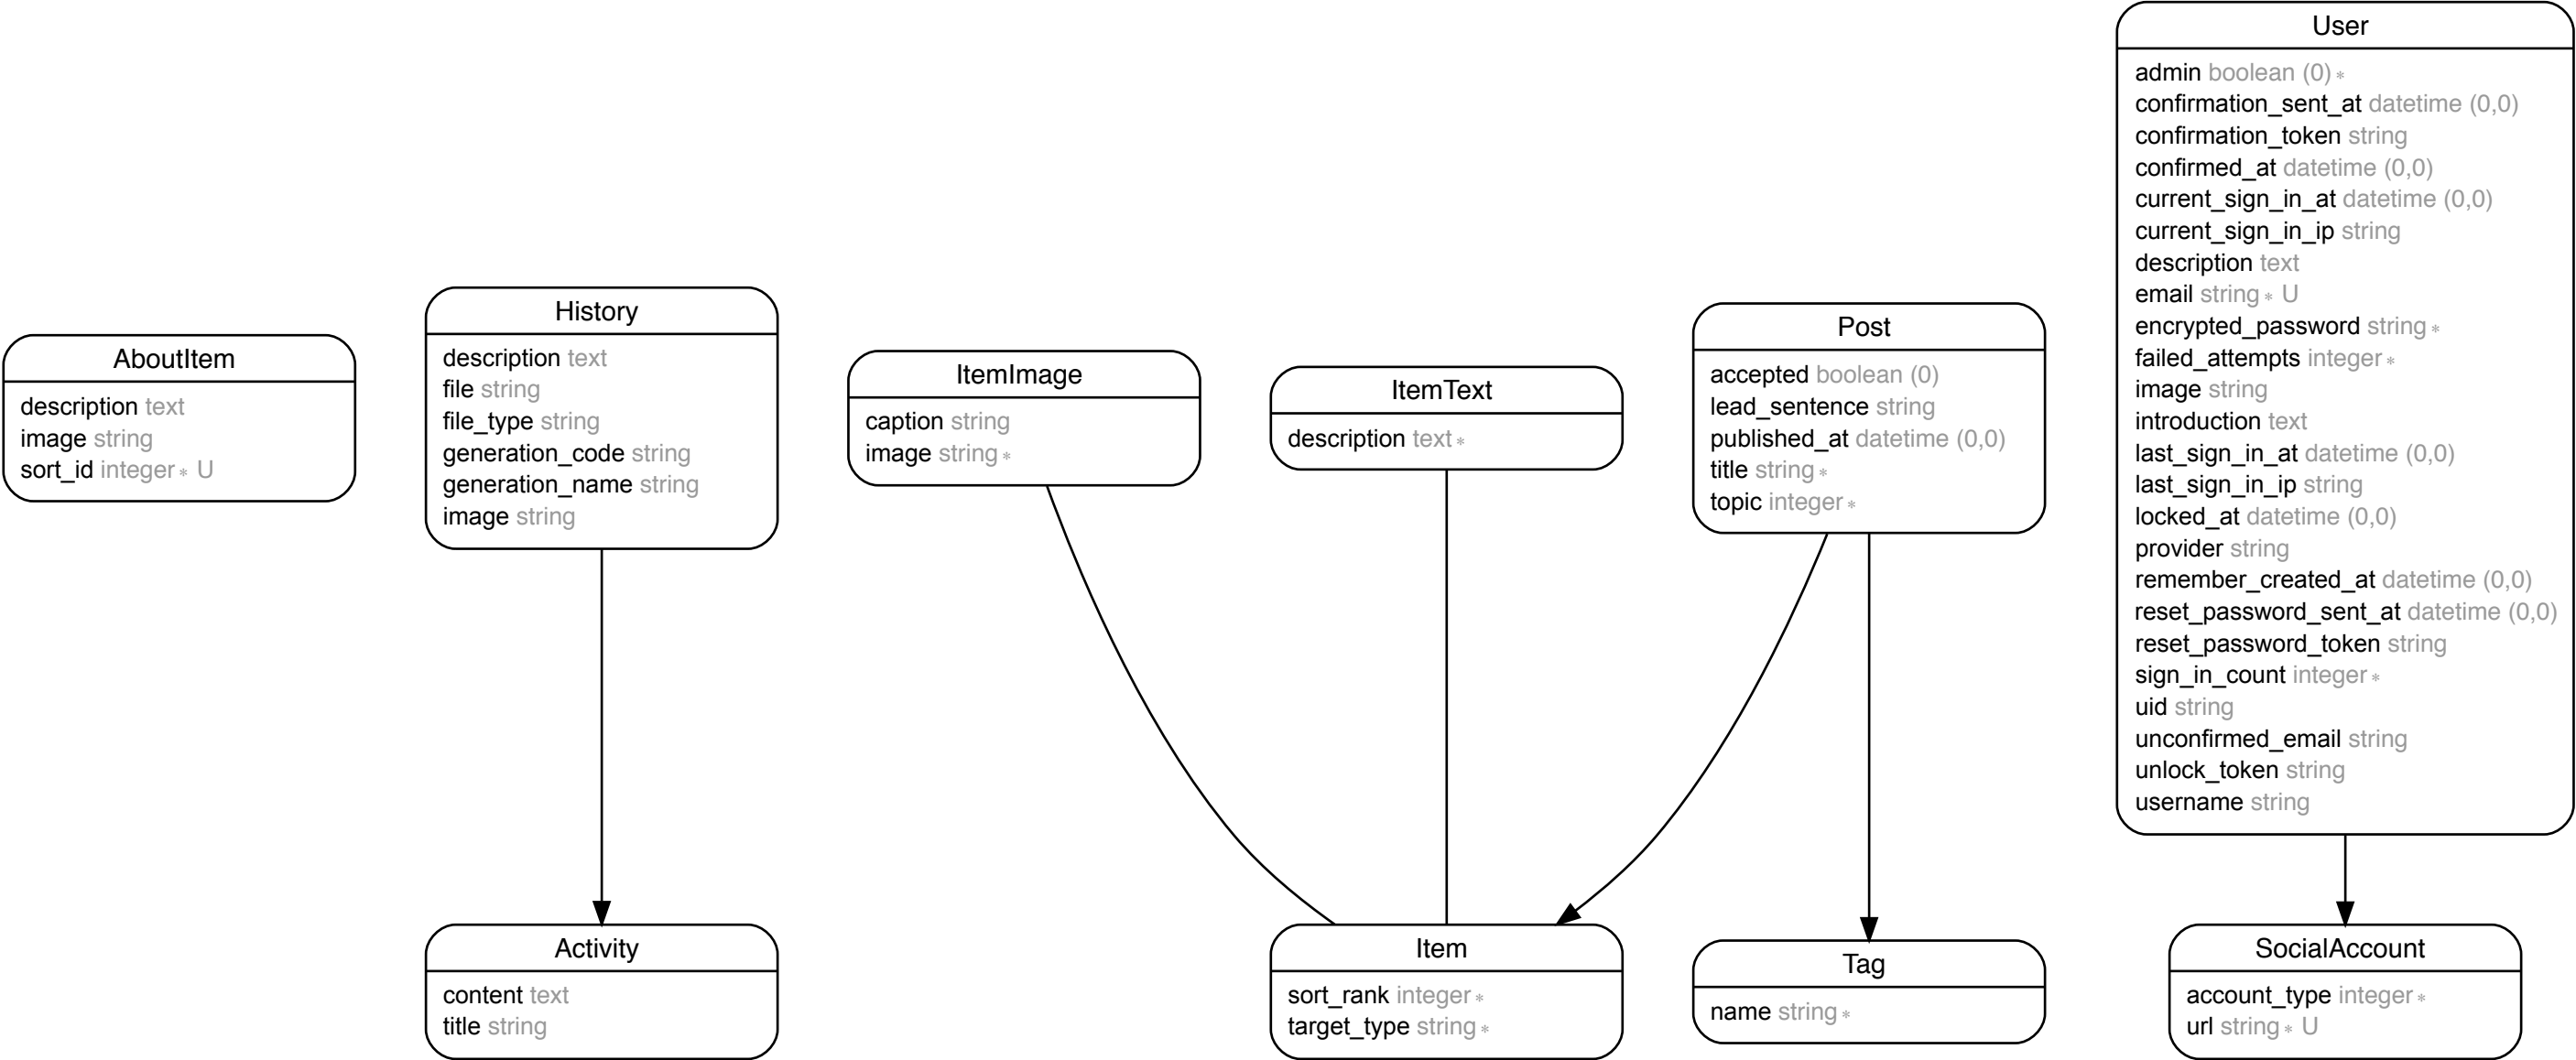 AboutItem
description text
image string
sort_id integer ∗ U
History
description text
file string
file_type string
generation_code string
generation_name string
image string
ItemImage
caption string
image string ∗
ItemText
description text ∗
Post
accepted boolean (0)
lead_sentence string
published_at datetime (0,0)
title string ∗
topic integer ∗
User
admin boolean (0) ∗
confirmation_sent_at datetime (0,0)
confirmation_token string
confirmed_at datetime (0,0)
current_sign_in_at datetime (0,0)
current_sign_in_ip string
description text
email string ∗ U
encrypted_password string ∗
failed_attempts integer ∗
image string
introduction text
last_sign_in_at datetime (0,0)
last_sign_in_ip string
locked_at datetime (0,0)
provider string
remember_created_at datetime (0,0)
reset_password_sent_at datetime (0,0)
reset_password_token string
sign_in_count integer ∗
uid string
unconfirmed_email string
unlock_token string
username string
Activity
content text
title string
Item
sort_rank integer ∗
target_type string ∗
Tag
name string ∗
SocialAccount
account_type integer ∗
url string ∗ U